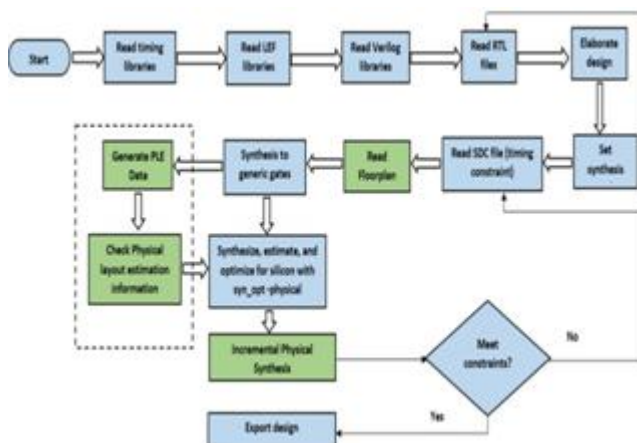 Start
Read timing
libraries
Read LEF
libraries
Read Verilog
libraries
Read RTL
files
Elaborate
design
Generate PLE
Data
Synthesis to
generic gates
Read
Floorplan
Read SDC file (timing
constraint)
Set
synthesis
Check Physical
layout estimation
information
Synthesize, estimate, and
optimize for silicon with
syn_opt -physical
Incremental Physical
Synthesis
Meet
constraints?
No
Yes
Export design